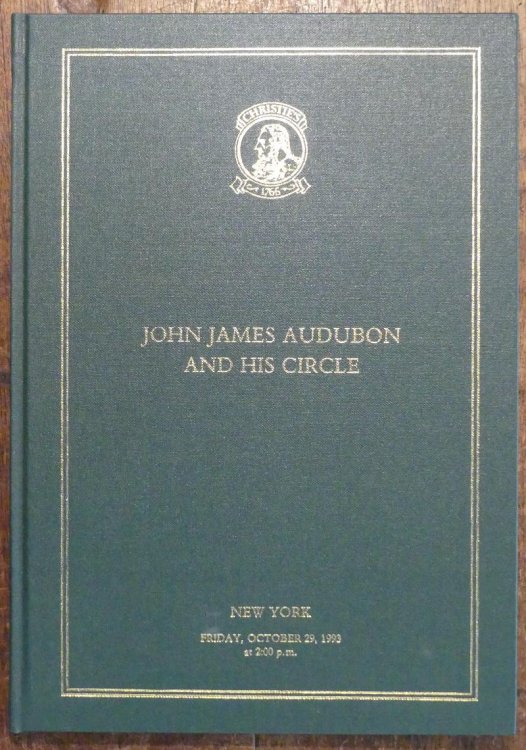 CHRISTIE'S
1766
JOHN JAMES AUDUBON
AND HIS CIRCLE
NEW YORK
FRIDAY, OCTOBER 29, 1993
at 2:00 p.m.